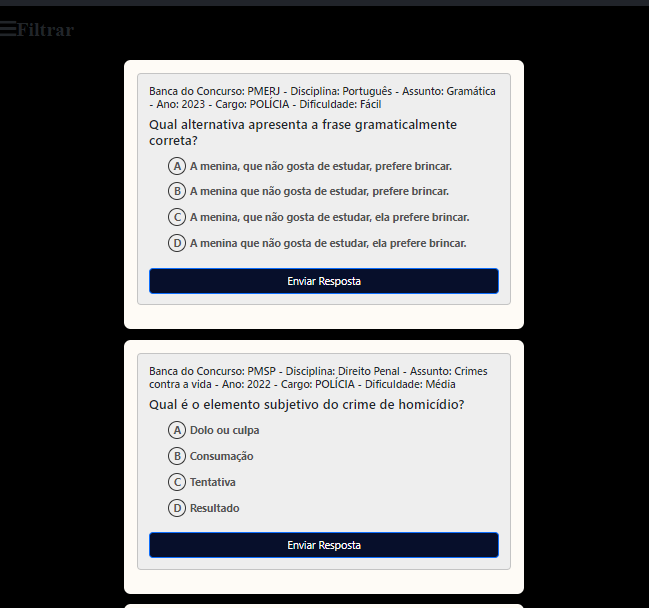 Filtrar
Banca do Concurso: PMERJ - Disciplina: Português - Assunto: Gramática
- Ano: 2023 - Cargo: POLÍCIA - Dificuldade: Fácil
Qual alternativa apresenta a frase gramaticalmente
correta?
A A menina, que não gosta de estudar, prefere brincar.
B A menina que não gosta de estudar, prefere brincar.
C A menina, que não gosta de estudar, ela prefere brincar.
D A menina que não gosta de estudar, ela prefere brincar.
Enviar Resposta
Banca do Concurso: PMSP - Disciplina: Direito Penal - Assunto: Crimes
contra a vida - Ano: 2022 - Cargo: POLÍCIA - Dificuldade: Média
Qual é o elemento subjetivo do crime de homicídio?
A Dolo ou culpa
B Consumação
C Tentativa
D Resultado
Enviar Resposta